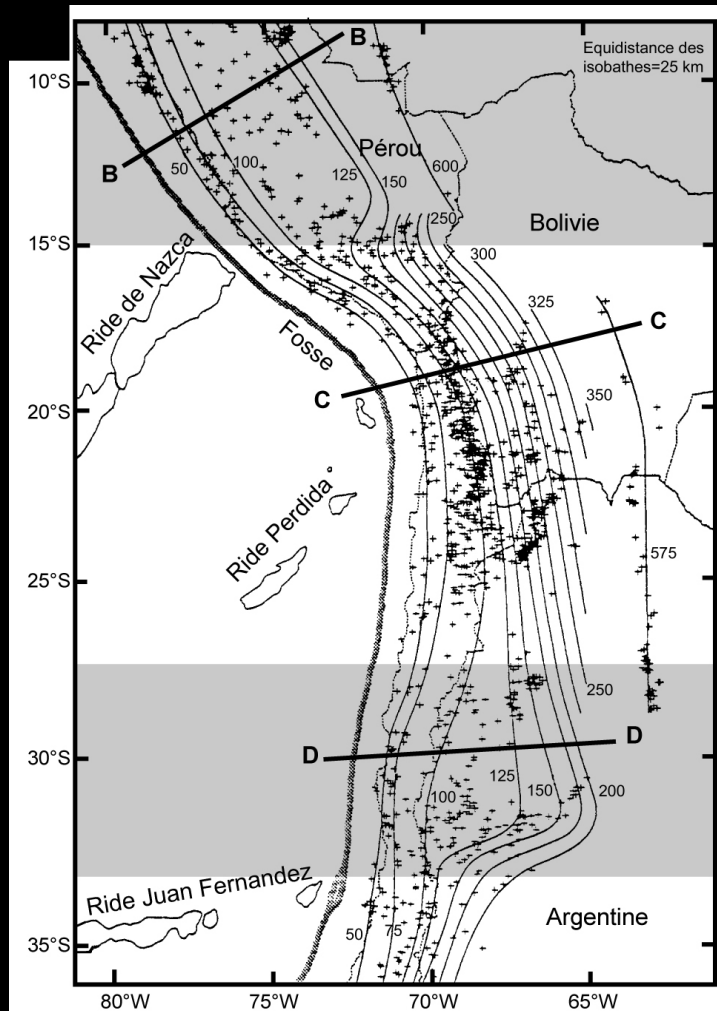 B
Equidistance des
isobathes=25 km
10°S
Pérou
B
50
100
125
150
600
250
Bolivie
15°S
300
Ride de Nazca
325
Fosse
C
C
350
20°S
Ride Perdida
575
25°S
250
D
D
30°S
125
150
200
100
Ride Juan Fernandez
Argentine
50
75
35°S
80°W
75°W
70°W
65°W